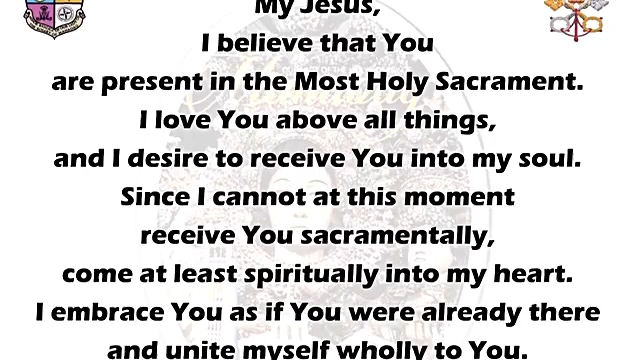 My Jesus,
I believe that You
are present in the Most Holy Sacrament.
I love You above all things,
and I desire to receive You into my soul.
Since I cannot at this moment
receive You sacramentally,
come at least spiritually into my heart.
I embrace You as if You were already there
and unite myself wholly to You.